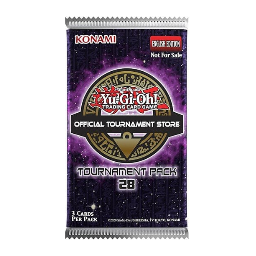 KONAMI
ENGLISH EDITION
Not For Sale
Yu-Gi-Oh!
TRADING CARD GAME
OFFICIAL TOURNAMENT STORE
TOURNAMENT PACK
28
3 CARDS
PER PACK